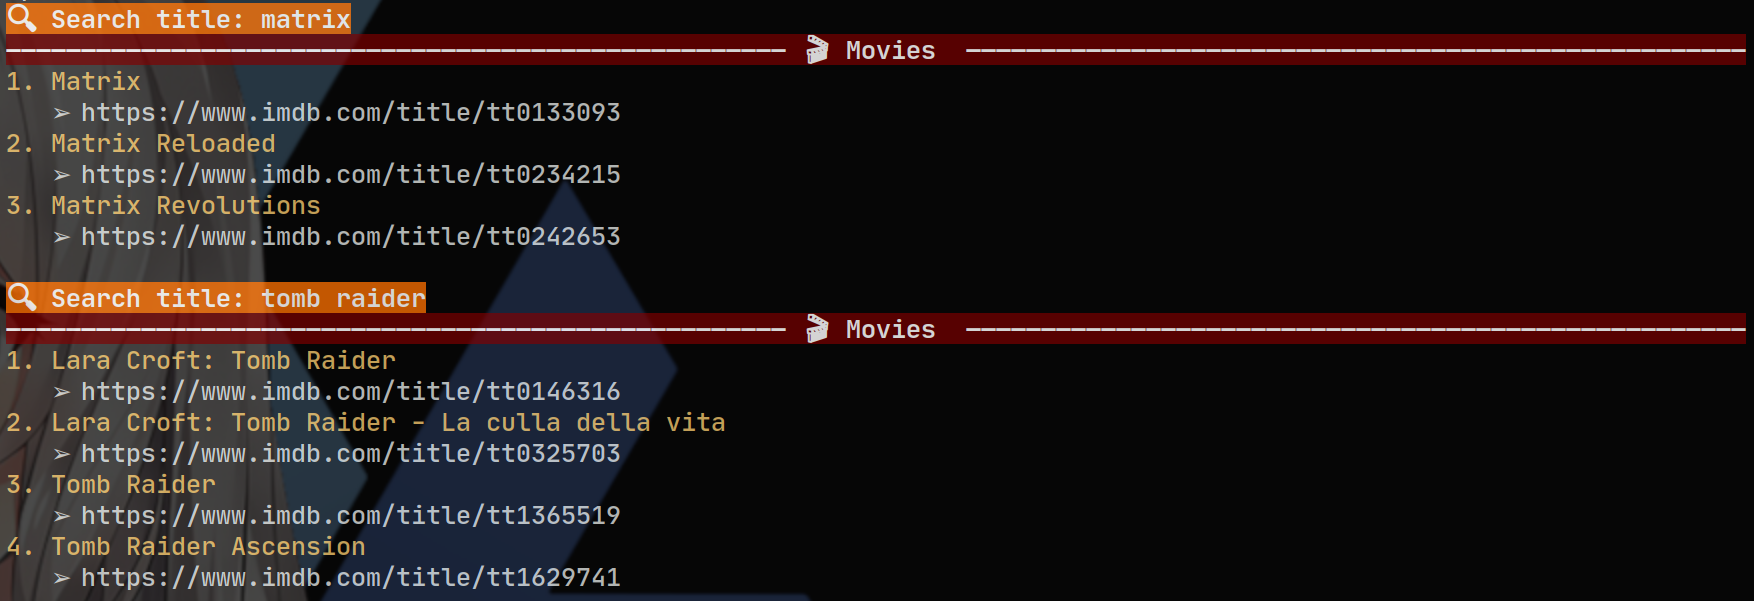 🔍 Search title: matrix
🎬 Movies
1. Matrix
➢ https://www.imdb.com/title/tt0133093
2. Matrix Reloaded
➢ https://www.imdb.com/title/tt0234215
3. Matrix Revolutions
➢ https://www.imdb.com/title/tt0242653
🔍 Search title: tomb raider
🎬 Movies
1. Lara Croft: Tomb Raider
➢ https://www.imdb.com/title/tt0146316
2. Lara Croft: Tomb Raider - La culla della vita
➢ https://www.imdb.com/title/tt0325703
3. Tomb Raider
➢ https://www.imdb.com/title/tt1365519
4. Tomb Raider Ascension
➢ https://www.imdb.com/title/tt1629741